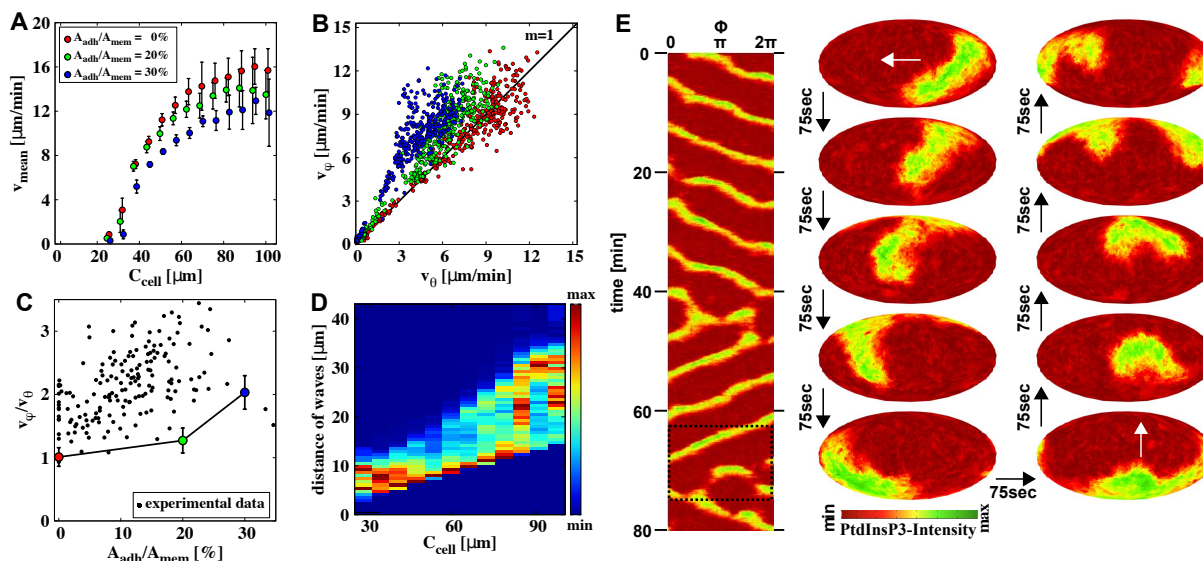 A
A_adh/A_mem = 0%
A_adh/A_mem = 20%
A_adh/A_mem = 30%
20
16
12
8
4
0
v_mean [μm/min]
0 20 40 60 80 100
C_cell [μm]
B
m=1
15
12
9
6
3
0
v_φ [μm/min]
0 3 6 9 12 15
v_θ [μm/min]
C
3
2
1
0
v_φ/v_θ
experimental data
0 10 20 30
A_adh/A_mem [%]
D
max
min
40
30
20
10
0
distance of waves [μm]
30 60 90
C_cell [μm]
E
Φ
0 π 2π
0
20
40
60
80
time [min]
75sec
75sec
75sec
75sec
75sec
75sec
75sec
75sec
75sec
min
max
PtdInsP3-Intensity